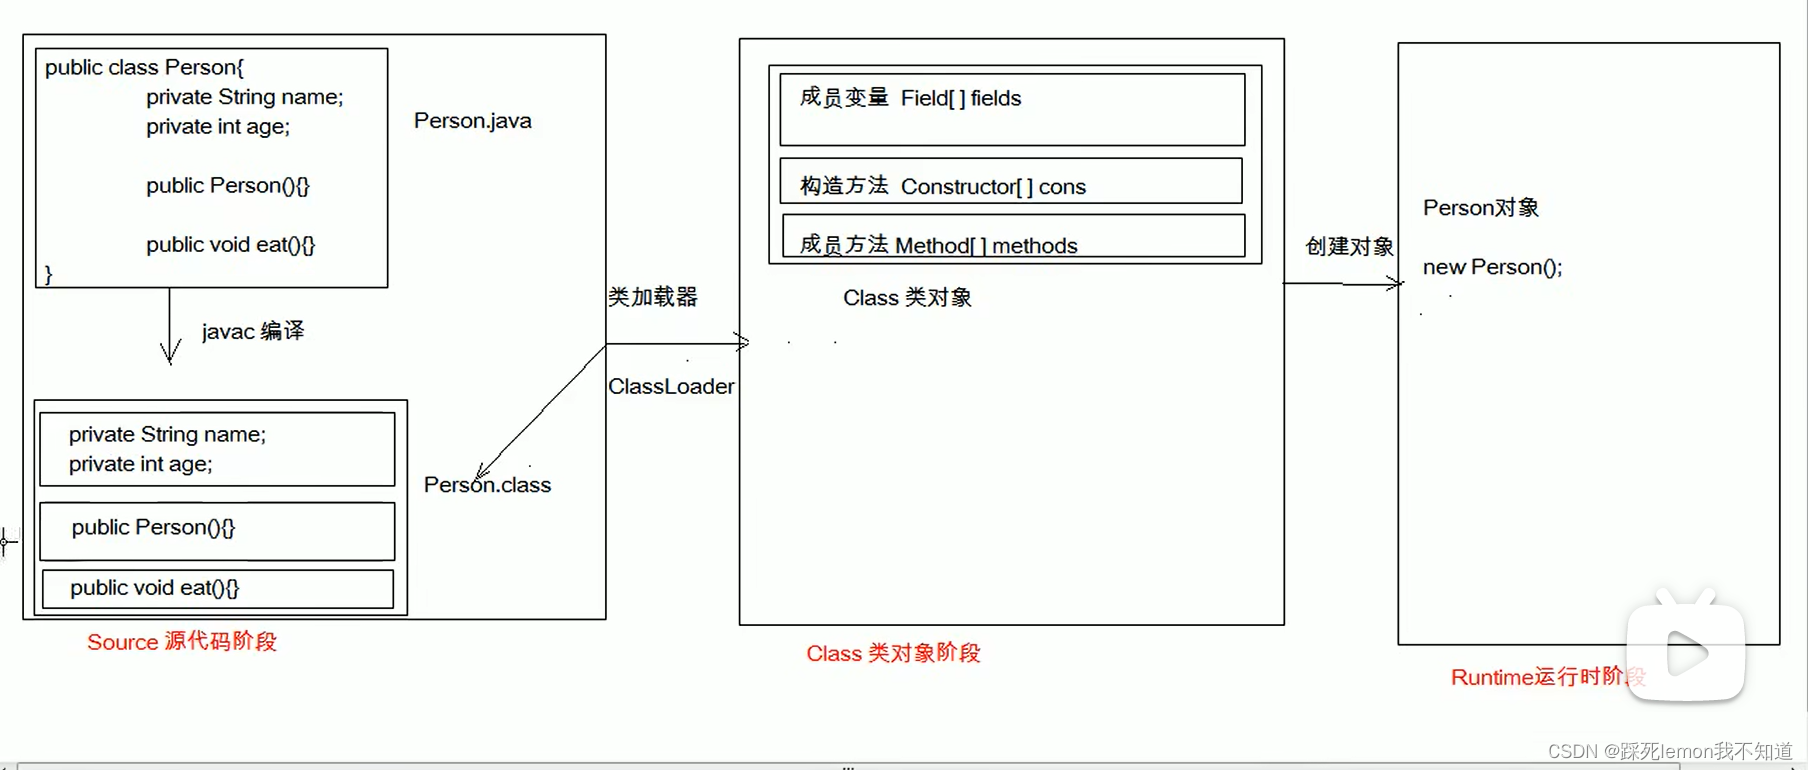 public class Person{
private String name;
private int age;
public Person(){}
public void eat(){}
}
Person.java
javac 编译
private String name;
private int age;
public Person(){}
public void eat(){}
Person.class
Source 源代码阶段
类加载器
ClassLoader
成员变量 Field[ ] fields
构造方法 Constructor[ ] cons
成员方法 Method[ ] methods
Class 类对象
Class 类对象阶段
创建对象
Person对象
new Person();
Runtime运行时阶段
CSDN @踩死lemon我不知道